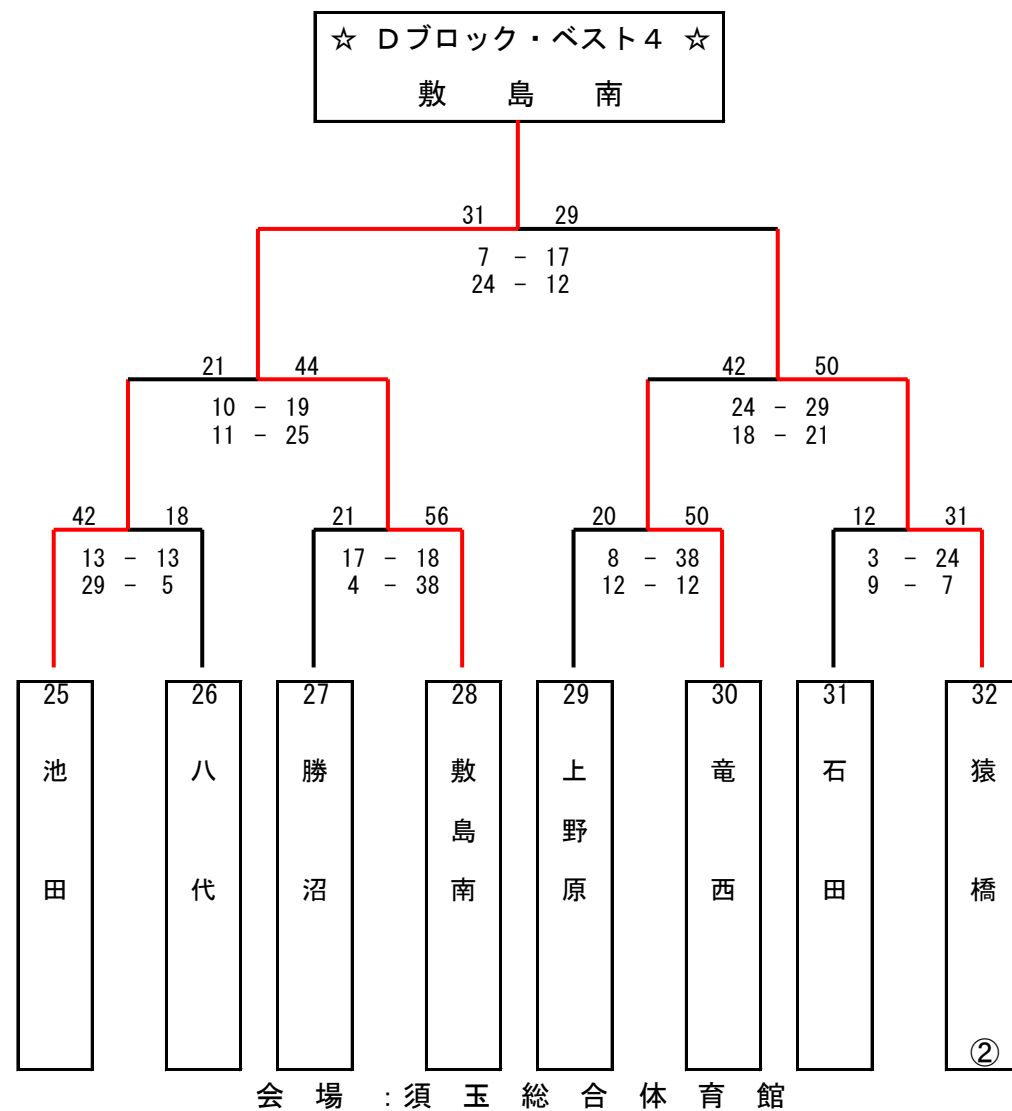 ☆ Dブロック・ベスト4 ☆
敷 島 南
31 29
7 - 17
24 - 12
21 44
42 50
10 - 19
11 - 25
24 - 29
18 - 21
42 18
21 56
20 50
12 31
13 - 13
29 - 5
17 - 18
4 - 38
8 - 38
12 - 12
3 - 24
9 - 7
25
池田
26
八代
27
勝沼
28
敷島南
29
上野原
30
竜西
31
石田
32
猿橋
②
会 場 :須 玉 総 合 体 育 館